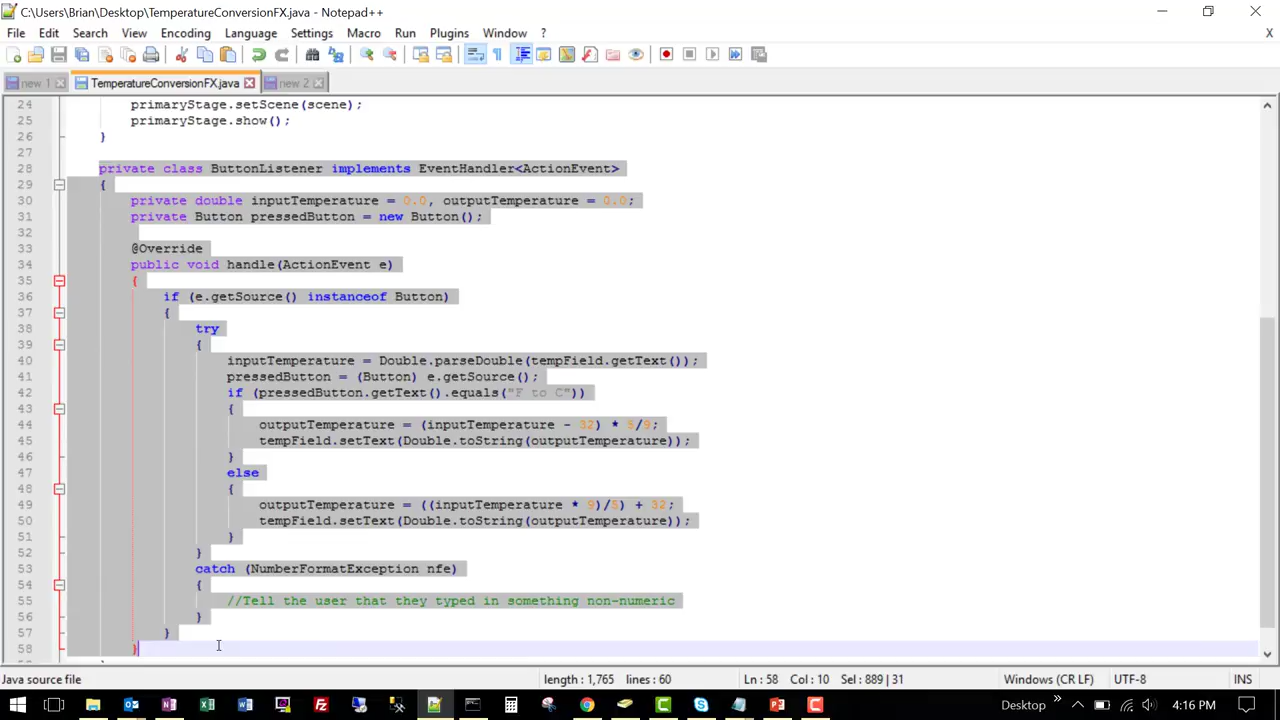 C:\Users\Brian\Desktop\TemperatureConversionFX.java - Notepad++
File Edit Search View Encoding Language Settings Macro Run Plugins Window ? X
new 1 TemperatureConversionFX.java new 2
24 primaryStage.setScene(scene);
25 primaryStage.show();
26 }
27
28 private class ButtonListener implements EventHandler<ActionEvent>
29 {
30 private double inputTemperature = 0.0, outputTemperature = 0.0;
31 private Button pressedButton = new Button();
32
33 @Override
34 public void handle(ActionEvent e)
35 {
36 if (e.getSource() instanceof Button)
37 {
38 try
39 {
40 inputTemperature = Double.parseDouble(tempField.getText());
41 pressedButton = (Button) e.getSource();
42 if (pressedButton.getText().equals("F to C"))
43 {
44 outputTemperature = (inputTemperature - 32) * 5/9;
45 tempField.setText(Double.toString(outputTemperature));
46 }
47 else
48 {
49 outputTemperature = ((inputTemperature * 9)/5) + 32;
50 tempField.setText(Double.toString(outputTemperature));
51 }
52 }
53 catch (NumberFormatException nfe)
54 {
55 //Tell the user that they typed in something non-numeric
56 }
57 }
58 }
Java source file length : 1,765 lines : 60 Ln : 58 Col : 10 Sel : 889 | 31 Windows (CR LF) UTF-8 INS
Desktop 4:16 PM